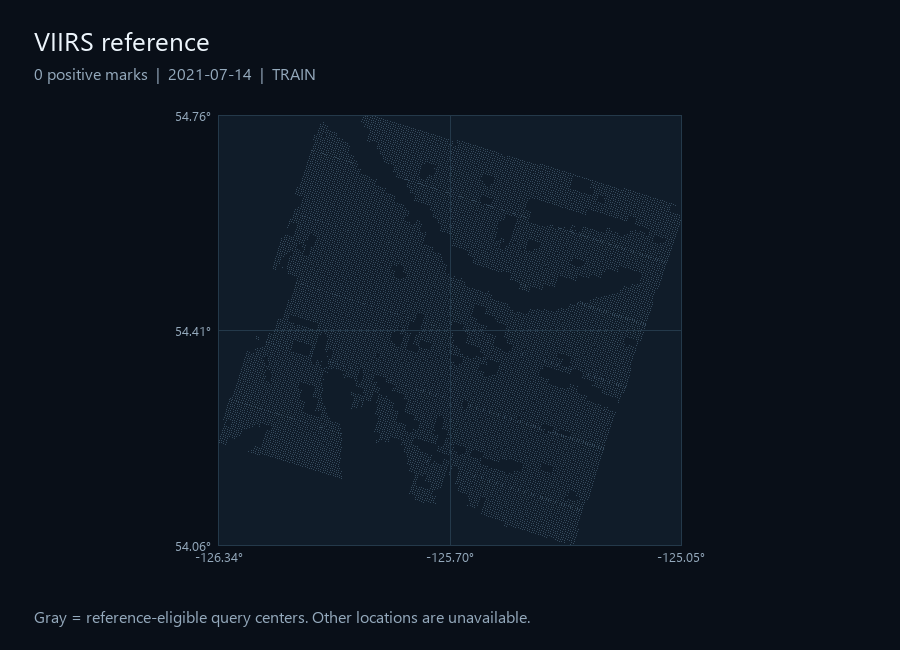 VIIRS reference
0 positive marks | 2021-07-14 | TRAIN
54.76°
54.41°
54.06°
-126.34°
-125.70°
-125.05°
Gray = reference-eligible query centers. Other locations are unavailable.